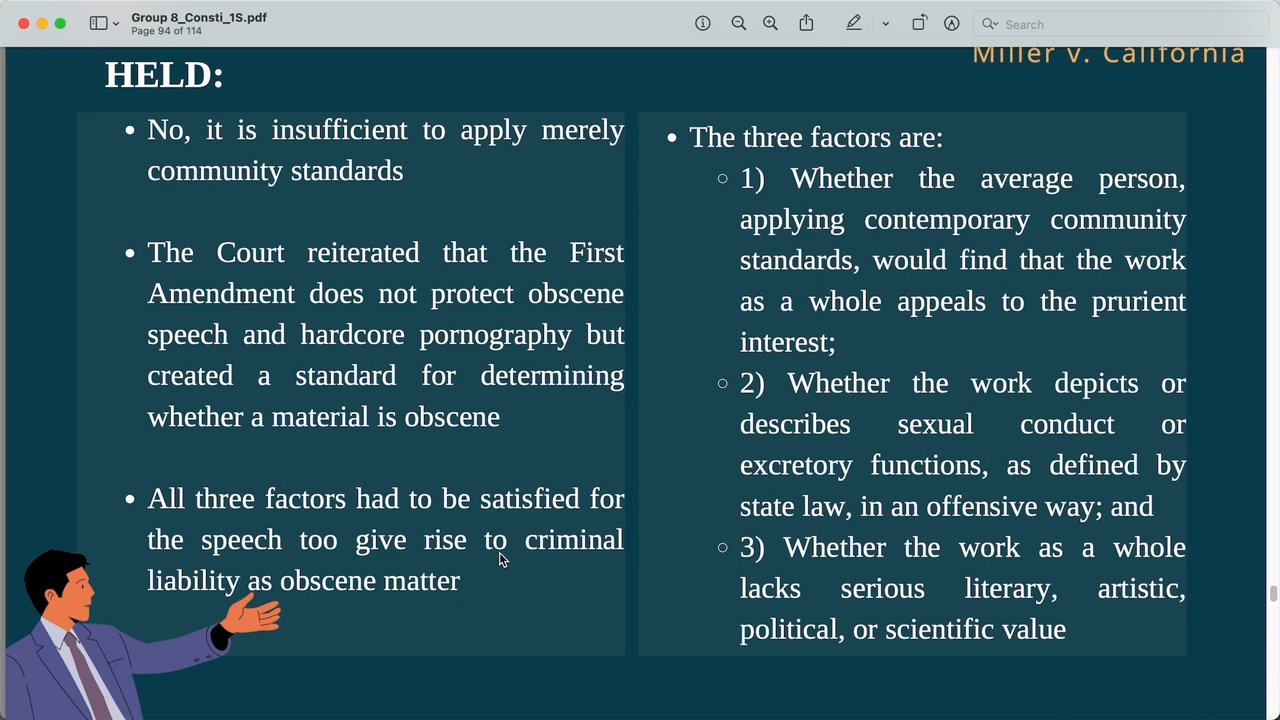 Group 8_Consti_1S.pdf
Page 94 of 114
Search
Miller v. California
HELD:
• No, it is insufficient to apply merely
community standards
• The Court reiterated that the First
Amendment does not protect obscene
speech and hardcore pornography but
created a standard for determining
whether a material is obscene
• All three factors had to be satisfied for
the speech too give rise to criminal
liability as obscene matter
• The three factors are:
○ 1) Whether the average person,
applying contemporary community
standards, would find that the work
as a whole appeals to the prurient
interest;
○ 2) Whether the work depicts or
describes sexual conduct or
excretory functions, as defined by
state law, in an offensive way; and
○ 3) Whether the work as a whole
lacks serious literary, artistic,
political, or scientific value